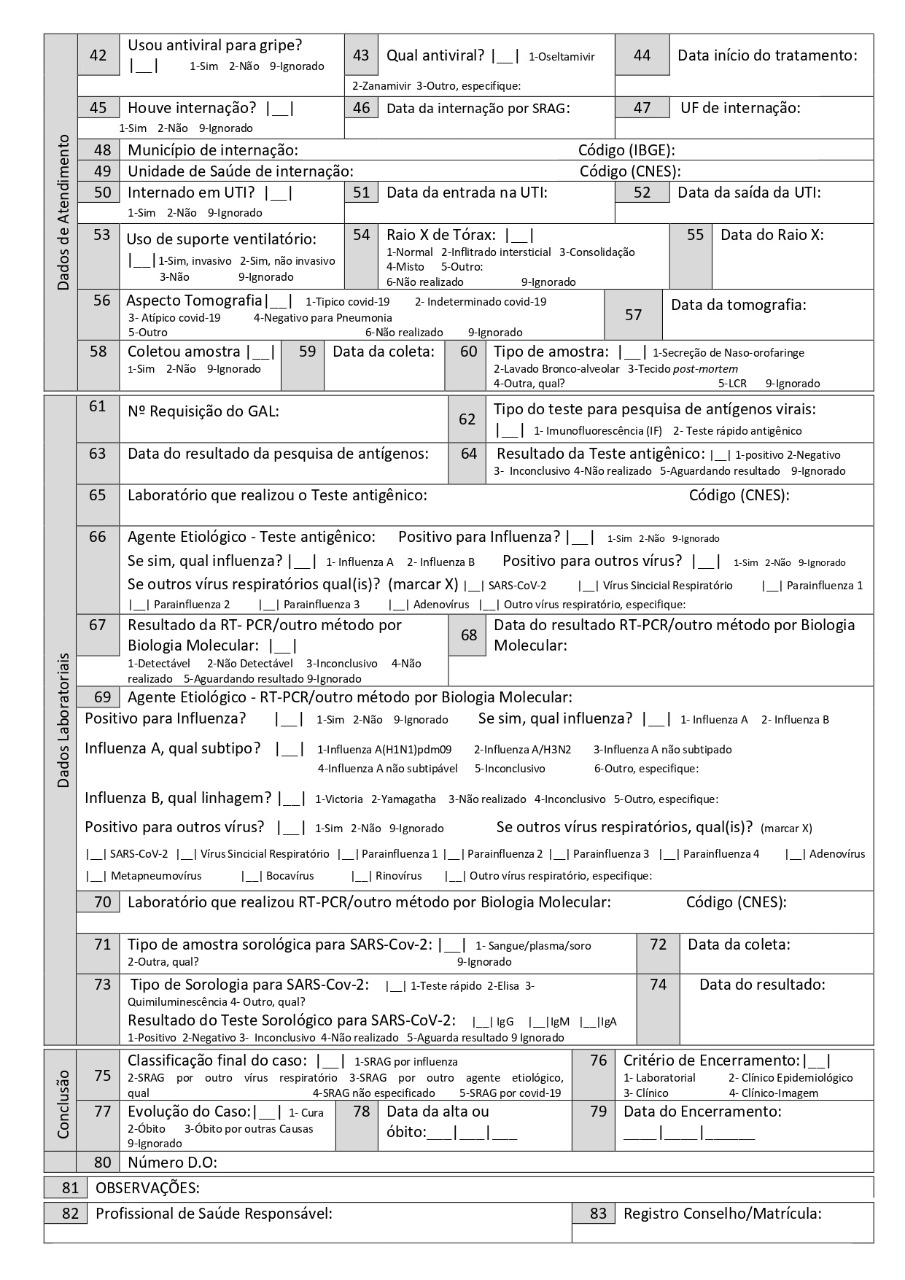 Dados de Atendimento
42 Usou antiviral para gripe?
|__| 1-Sim 2-Não 9-Ignorado
43 Qual antiviral? |__| 1-Oseltamivir
2-Zanamivir 3-Outro, especifique:
44 Data início do tratamento:
45 Houve internação? |__|
1-Sim 2-Não 9-Ignorado
46 Data da internação por SRAG:
47 UF de internação:
48 Município de internação: Código (IBGE):
49 Unidade de Saúde de internação: Código (CNES):
50 Internado em UTI? |__|
1-Sim 2-Não 9-Ignorado
51 Data da entrada na UTI:
52 Data da saída da UTI:
53 Uso de suporte ventilatório:
|__|1-Sim, invasivo 2-Sim, não invasivo
3-Não 9-Ignorado
54 Raio X de Tórax: |__|
1-Normal 2-Inflitrado intersticial 3-Consolidação
4-Misto 5-Outro:
6-Não realizado 9-Ignorado
55 Data do Raio X:
56 Aspecto Tomografia|__| 1-Tipico covid-19 2- Indeterminado covid-19
3- Atípico covid-19 4-Negativo para Pneumonia
5-Outro 6-Não realizado 9-Ignorado
57 Data da tomografia:
58 Coletou amostra |__|
1-Sim 2-Não 9-Ignorado
59 Data da coleta:
60 Tipo de amostra: |__| 1-Secreção de Naso-orofaringe
2-Lavado Bronco-alveolar 3-Tecido post-mortem
4-Outra, qual? 5-LCR 9-Ignorado
Dados Laboratoriais
61 Nº Requisição do GAL:
62 Tipo do teste para pesquisa de antígenos virais:
|__| 1- Imunofluorescência (IF) 2- Teste rápido antigênico
63 Data do resultado da pesquisa de antígenos:
64 Resultado da Teste antigênico: |__| 1-positivo 2-Negativo
3- Inconclusivo 4-Não realizado 5-Aguardando resultado 9-Ignorado
65 Laboratório que realizou o Teste antigênico: Código (CNES):
66 Agente Etiológico - Teste antigênico: Positivo para Influenza? |__| 1-Sim 2-Não 9-Ignorado
Se sim, qual influenza? |__| 1- Influenza A 2- Influenza B Positivo para outros vírus? |__| 1-Sim 2-Não 9-Ignorado
Se outros vírus respiratórios qual(is)? (marcar X) |__| SARS-CoV-2 |__| Vírus Sincicial Respiratório |__| Parainfluenza 1
|__| Parainfluenza 2 |__| Parainfluenza 3 |__| Adenovírus |__| Outro vírus respiratório, especifique:
67 Resultado da RT- PCR/outro método por
Biologia Molecular: |__|
1-Detectável 2-Não Detectável 3-Inconclusivo 4-Não
realizado 5-Aguardando resultado 9-Ignorado
68 Data do resultado RT-PCR/outro método por Biologia
Molecular:
69 Agente Etiológico - RT-PCR/outro método por Biologia Molecular:
Positivo para Influenza? |__| 1-Sim 2-Não 9-Ignorado Se sim, qual influenza? |__| 1- Influenza A 2- Influenza B
Influenza A, qual subtipo? |__| 1-Influenza A(H1N1)pdm09 2-Influenza A/H3N2 3-Influenza A não subtipado
4-Influenza A não subtipável 5-Inconclusivo 6-Outro, especifique:
Influenza B, qual linhagem? |__| 1-Victoria 2-Yamagatha 3-Não realizado 4-Inconclusivo 5-Outro, especifique:
Positivo para outros vírus? |__| 1-Sim 2-Não 9-Ignorado Se outros vírus respiratórios, qual(is)? (marcar X)
|__| SARS-CoV-2 |__| Vírus Sincicial Respiratório |__| Parainfluenza 1 |__| Parainfluenza 2 |__| Parainfluenza 3 |__| Parainfluenza 4 |__| Adenovírus
|__| Metapneumovírus |__| Bocavírus |__| Rinovírus |__| Outro vírus respiratório, especifique:
70 Laboratório que realizou RT-PCR/outro método por Biologia Molecular: Código (CNES):
71 Tipo de amostra sorológica para SARS-Cov-2: |__| 1- Sangue/plasma/soro
2-Outra, qual? 9-Ignorado
72 Data da coleta:
73 Tipo de Sorologia para SARS-Cov-2: |__| 1-Teste rápido 2-Elisa 3-
Quimiluminescência 4- Outro, qual?
Resultado do Teste Sorológico para SARS-CoV-2: |__| IgG |__|IgM |__|IgA
1-Positivo 2-Negativo 3- Inconclusivo 4-Não realizado 5-Aguarda resultado 9 Ignorado
74 Data do resultado:
Conclusão
75 Classificação final do caso: |__| 1-SRAG por influenza
2-SRAG por outro vírus respiratório 3-SRAG por outro agente etiológico,
qual 4-SRAG não especificado 5-SRAG por covid-19
76 Critério de Encerramento:|__|
1- Laboratorial 2- Clínico Epidemiológico
3- Clínico 4- Clínico-Imagem
77 Evolução do Caso:|__| 1- Cura
2-Óbito 3-Óbito por outras Causas
9-Ignorado
78 Data da alta ou
óbito:___|___|___
79 Data do Encerramento:
____|____|______
80 Número D.O:
81 OBSERVAÇÕES:
82 Profissional de Saúde Responsável:
83 Registro Conselho/Matrícula: